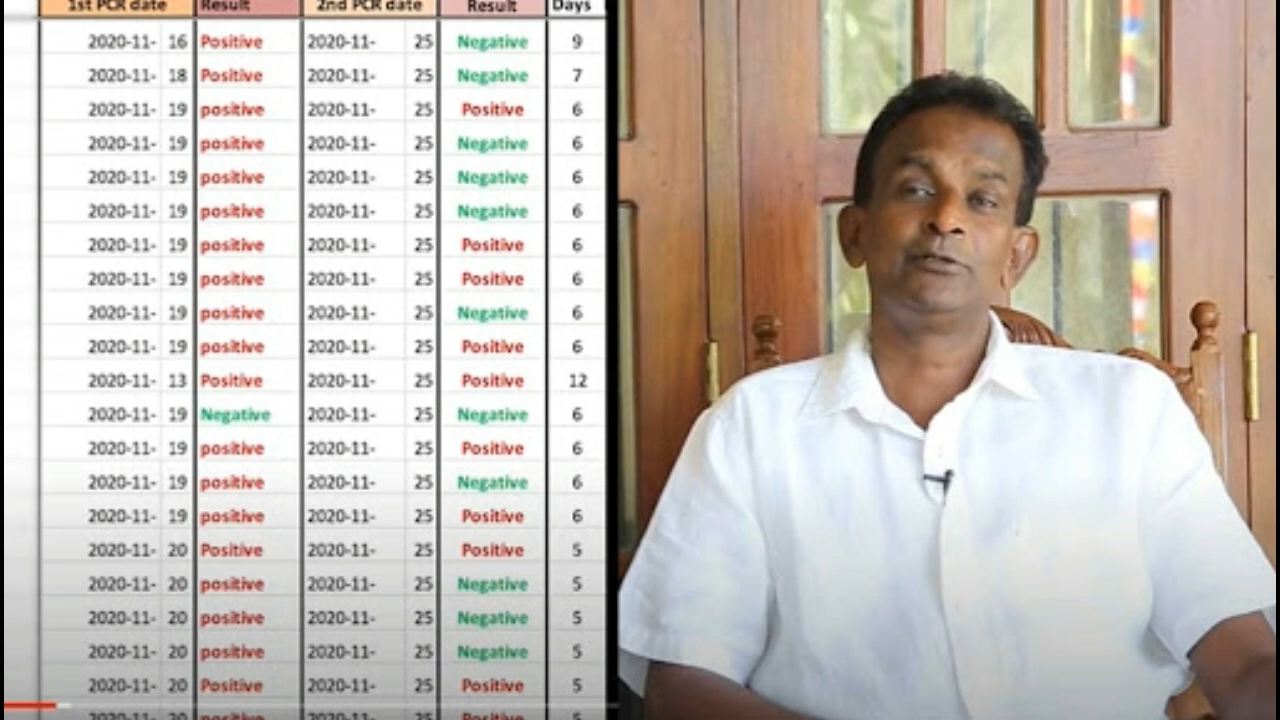 1st PCR date Result 2nd PCR date Result Days
2020-11- 16 Positive 2020-11- 25 Negative 9
2020-11- 18 Positive 2020-11- 25 Negative 7
2020-11- 19 positive 2020-11- 25 Positive 6
2020-11- 19 positive 2020-11- 25 Negative 6
2020-11- 19 positive 2020-11- 25 Negative 6
2020-11- 19 positive 2020-11- 25 Negative 6
2020-11- 19 positive 2020-11- 25 Positive 6
2020-11- 19 positive 2020-11- 25 Positive 6
2020-11- 19 positive 2020-11- 25 Negative 6
2020-11- 19 positive 2020-11- 25 Positive 6
2020-11- 13 Positive 2020-11- 25 Positive 12
2020-11- 19 Negative 2020-11- 25 Negative 6
2020-11- 19 positive 2020-11- 25 Positive 6
2020-11- 19 positive 2020-11- 25 Negative 6
2020-11- 19 positive 2020-11- 25 Positive 6
2020-11- 20 Positive 2020-11- 25 Positive 5
2020-11- 20 positive 2020-11- 25 Negative 5
2020-11- 20 positive 2020-11- 25 Negative 5
2020-11- 20 positive 2020-11- 25 Negative 5
2020-11- 20 Positive 2020-11- 25 Positive 5
2020-11- 20 positive 2020-11- 25 Positive 5